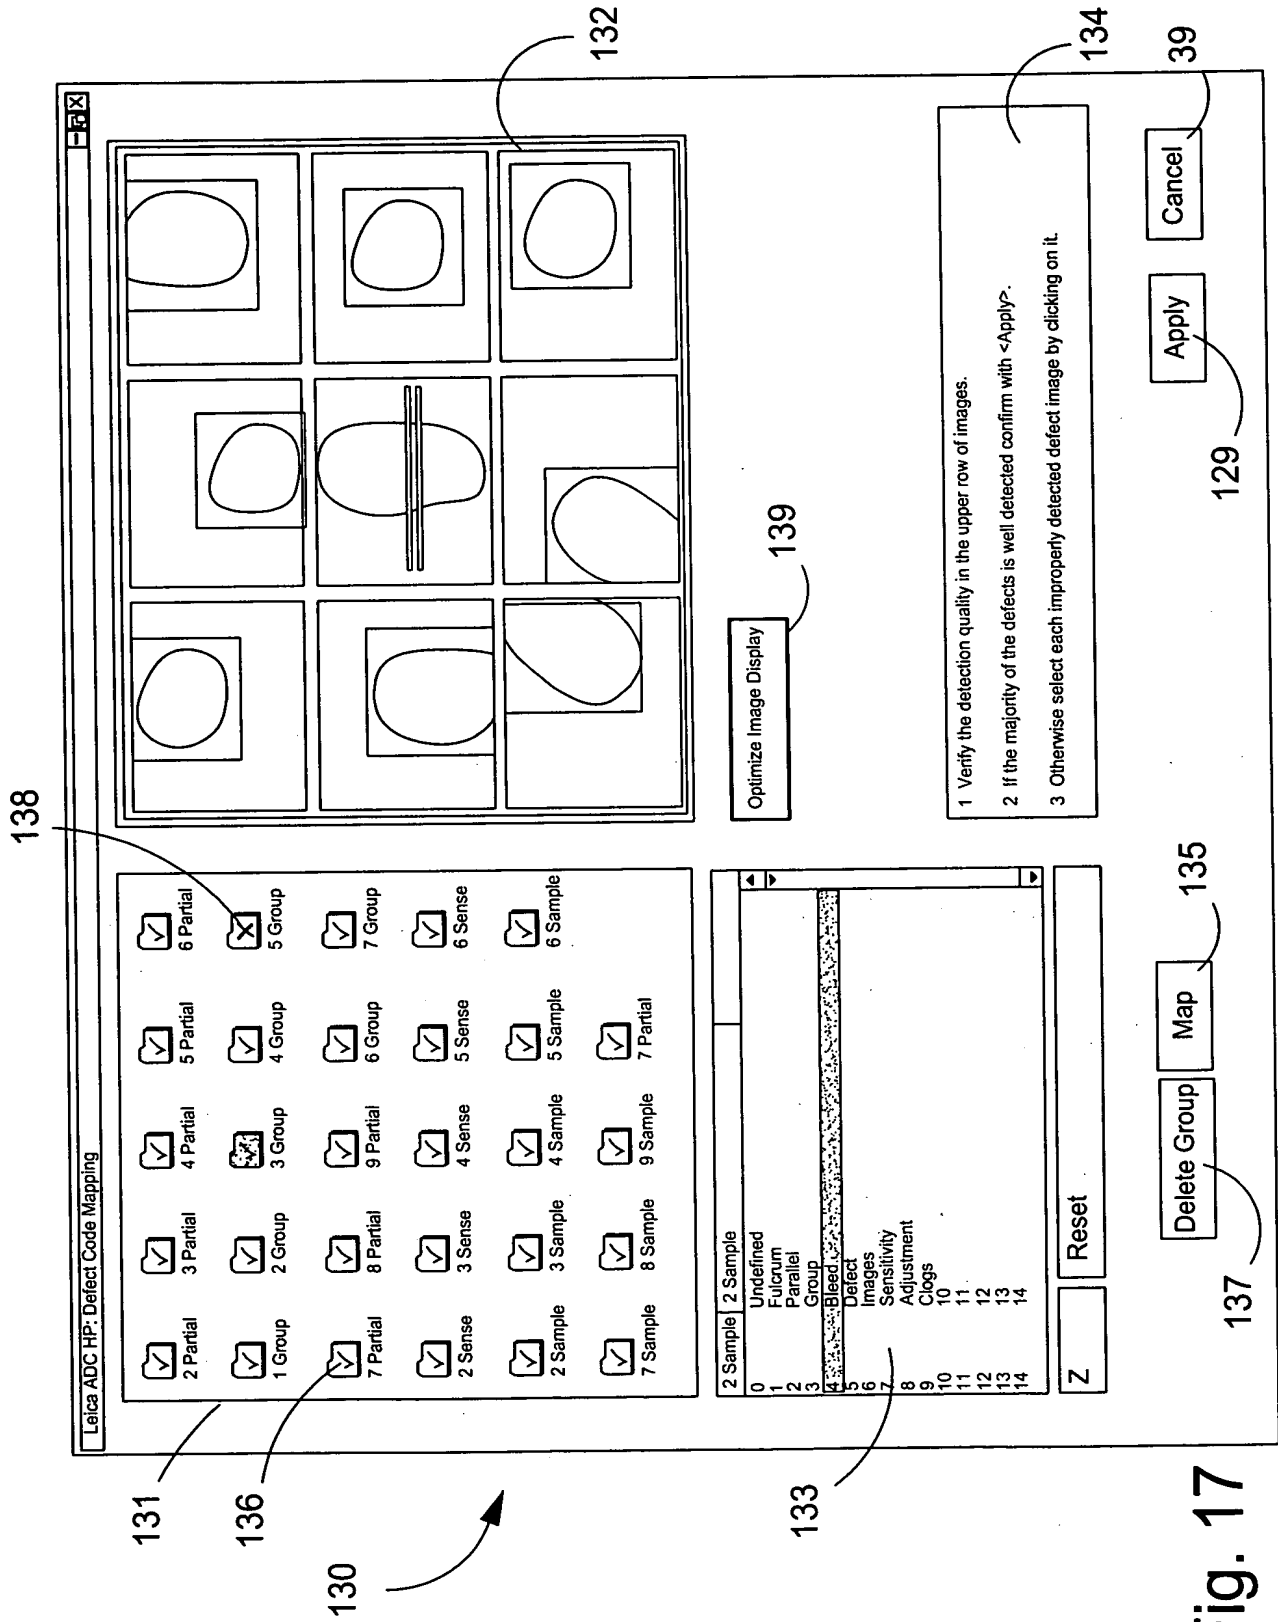 138
Leica ADC HP: Defect Code Mapping
2 Partial 3 Partial 4 Partial 5 Partial 6 Partial
1 Group 2 Group 3 Group 4 Group 5 Group
7 Partial 8 Partial 9 Partial 6 Group 7 Group
2 Sense 3 Sense 4 Sense 5 Sense 6 Sense
2 Sample 3 Sample 4 Sample 5 Sample 6 Sample
7 Sample 8 Sample 9 Sample 7 Partial
131
136
130
132
Optimize Image Display
139
2 Sample 2 Sample
0 Undefined
1 Fulcrum
2 Parallel
3 Group
4 Bleed
5 Defect
6 Images
7 Sensitivity
8 Adjustment
9 Clogs
10 10
11 11
12 12
13 13
14 14
133
Z Reset
1 Verify the detection quality in the upper row of images.
2 If the majority of the defects is well detected confirm with <Apply>.
3 Otherwise select each improperly detected defect image by clicking on it.
134
Delete Group Map Apply Cancel
137
135
129
39
Fig. 17